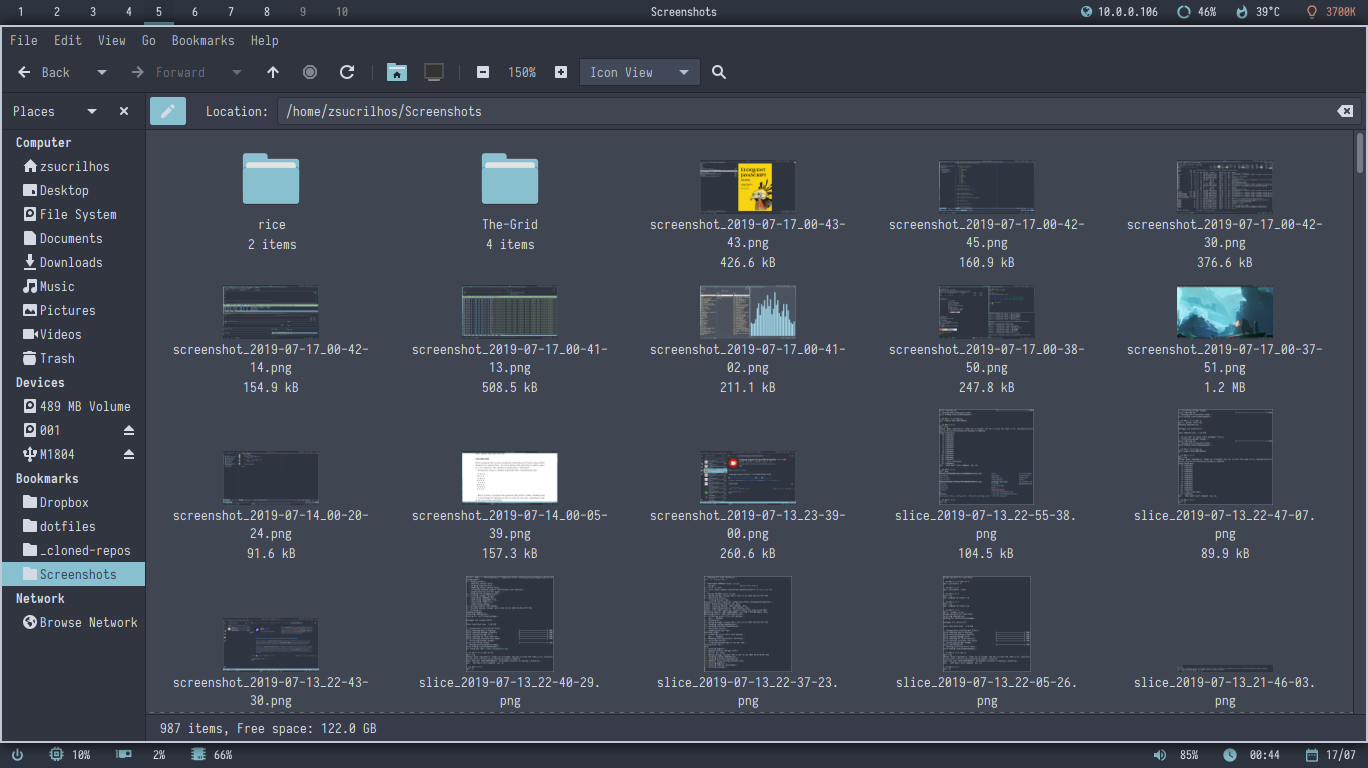 1 2 3 4 5 6 7 8 9 10
Screenshots
10.0.0.106 46% 39°C 3700K
File Edit View Go Bookmarks Help
Back Forward 150% Icon View
Places
Location: /home/zsucrilhos/Screenshots
Computer
zsucrilhos
Desktop
File System
Documents
Downloads
Music
Pictures
Videos
Trash
Devices
489 MB Volume
001
M1804
Bookmarks
Dropbox
dotfiles
_cloned-repos
Screenshots
Network
Browse Network
rice
2 items
The-Grid
4 items
ELOQUENT
JAVASCRIPT
screenshot_2019-07-17_00-43-
43.png
426.6 kB
screenshot_2019-07-17_00-42-
45.png
160.9 kB
screenshot_2019-07-17_00-42-
30.png
376.6 kB
screenshot_2019-07-17_00-42-
14.png
154.9 kB
screenshot_2019-07-17_00-41-
13.png
508.5 kB
screenshot_2019-07-17_00-41-
02.png
211.1 kB
screenshot_2019-07-17_00-38-
50.png
247.8 kB
screenshot_2019-07-17_00-37-
51.png
1.2 MB
screenshot_2019-07-14_00-20-
24.png
91.6 kB
screenshot_2019-07-14_00-05-
39.png
157.3 kB
screenshot_2019-07-13_23-39-
00.png
260.6 kB
slice_2019-07-13_22-55-38.
png
104.5 kB
slice_2019-07-13_22-47-07.
png
89.9 kB
screenshot_2019-07-13_22-43-
30.png
slice_2019-07-13_22-40-29.
png
slice_2019-07-13_22-37-23.
png
slice_2019-07-13_22-05-26.
png
slice_2019-07-13_21-46-03.
png
987 items, Free space: 122.0 GB
10% 2% 66%
85% 00:44 17/07